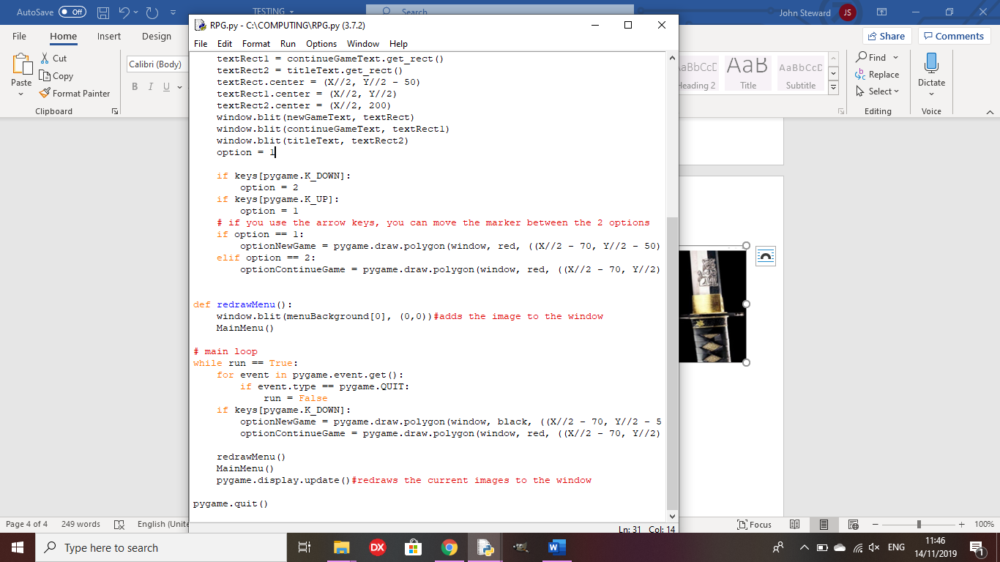 AutoSave Off TESTING Search John Steward JS
RPG.py - C:\COMPUTING\RPG.py (3.7.2)
File Home Insert Design Share Comments
File Edit Format Run Options Window Help
Cut
Copy
Format Painter
Paste
Clipboard
Calibri (Body)
B I U
AaBbCcD AaB AaBbCcD
Heading 2 Title Subtitle
Find
Replace
Select
Editing
Dictate
Voice
    textRect1 = continueGameText.get_rect()
    textRect2 = titleText.get_rect()
    textRect.center = (X//2, Y//2 - 50)
    textRect1.center = (X//2, Y//2)
    textRect2.center = (X//2, 200)
    window.blit(newGameText, textRect)
    window.blit(continueGameText, textRect1)
    window.blit(titleText, textRect2)
    option = 1
    if keys[pygame.K_DOWN]:
        option = 2
    if keys[pygame.K_UP]:
        option = 1
    # if you use the arrow keys, you can move the marker between the 2 options
    if option == 1:
        optionNewGame = pygame.draw.polygon(window, red, ((X//2 - 70, Y//2 - 50)
    elif option == 2:
        optionContinueGame = pygame.draw.polygon(window, red, ((X//2 - 70, Y//2)
def redrawMenu():
    window.blit(menuBackground[0], (0,0))#adds the image to the window
    MainMenu()
# main loop
while run == True:
    for event in pygame.event.get():
        if event.type == pygame.QUIT:
            run = False
    if keys[pygame.K_DOWN]:
        optionNewGame = pygame.draw.polygon(window, black, ((X//2 - 70, Y//2 - 5
        optionContinueGame = pygame.draw.polygon(window, red, ((X//2 - 70, Y//2)
    redrawMenu()
    MainMenu()
    pygame.display.update()#redraws the current images to the window
pygame.quit()
Ln: 31 Col: 14
Page 4 of 4 249 words English (Unite Focus 100%
Type here to search
DX
ENG
11:46
14/11/2019
1